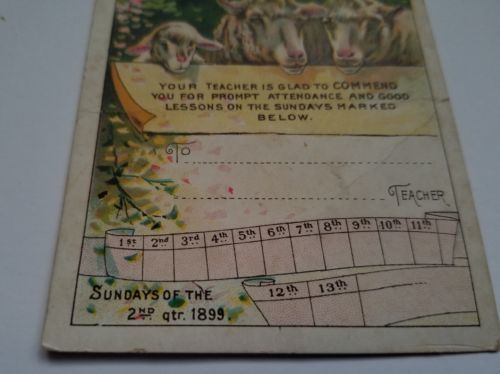 YOUR TEACHER IS GLAD TO COMMEND
YOU FOR PROMPT ATTENDANCE AND GOOD
LESSONS ON THE SUNDAYS MARKED
BELOW.
TO
TEACHER
1st 2nd 3rd 4th 5th 6th 7th 8th 9th 10th 11th
12th 13th
SUNDAYS OF THE
2ND qtr. 1899.